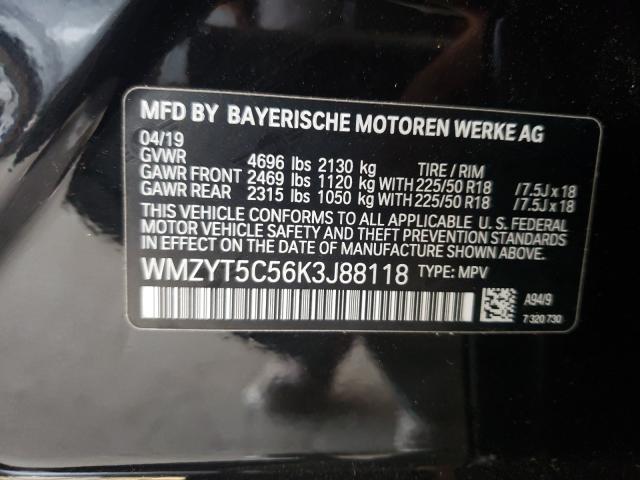 MFD BY BAYERISCHE MOTOREN WERKE AG
04/19
GVWR 4696 lbs 2130 kg TIRE / RIM
GAWR FRONT 2469 lbs 1120 kg WITH 225/50 R18 /7.5J x 18
GAWR REAR 2315 lbs 1050 kg WITH 225/50 R18 /7.5J x 18
THIS VEHICLE CONFORMS TO ALL APPLICABLE U. S. FEDERAL
MOTOR VEHICLE SAFETY, BUMPER, AND THEFT PREVENTION
STANDARDS IN EFFECT ON THE DATE OF MANUFACTURE SHOWN ABOVE.
WMZYT5C56K3J88118 TYPE: MPV
A94/9
7 320 730